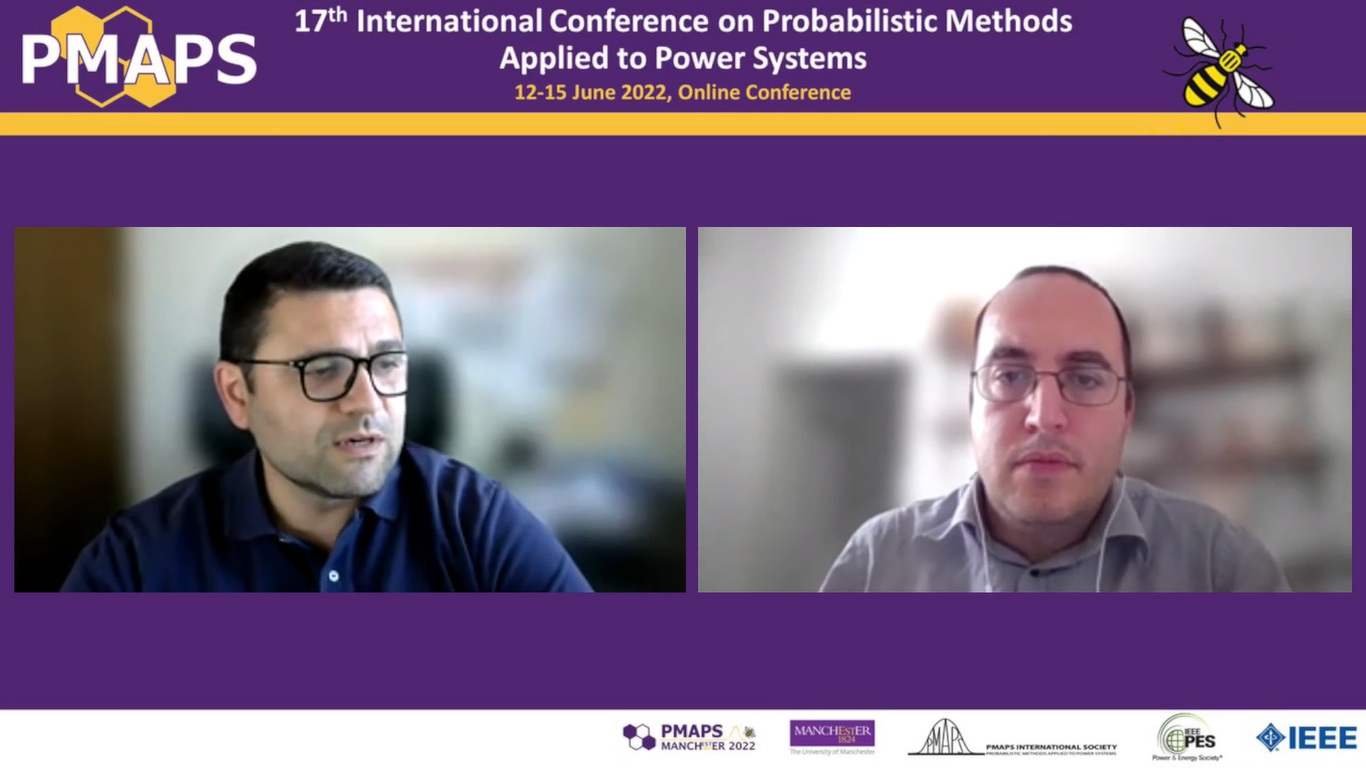 PMAPS
17th International Conference on Probabilistic Methods
Applied to Power Systems
12-15 June 2022, Online Conference
PMAPS
MANCHESTER 2022
MANCHESTER
1824
The University of Manchester
PMAPS
PMAPS INTERNATIONAL SOCIETY
PROBABILISTIC METHODS APPLIED TO POWER SYSTEMS
IEEE
PES
Power & Energy Society®
IEEE